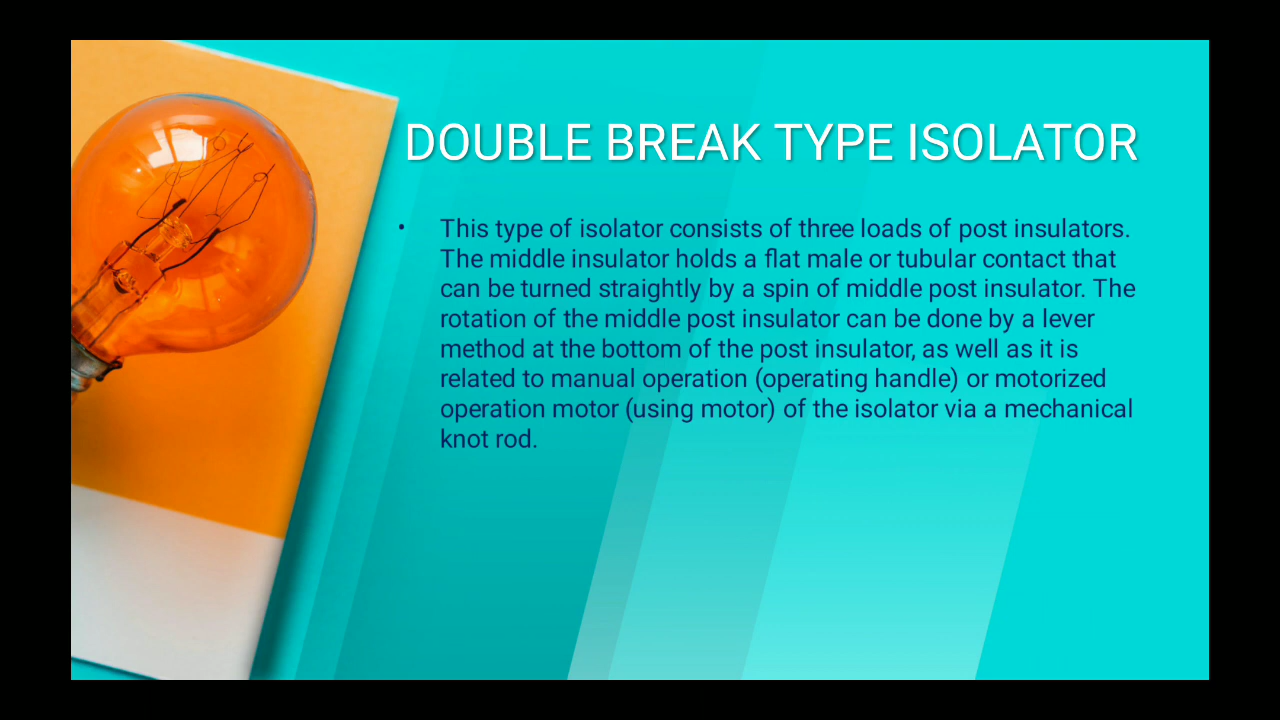 DOUBLE BREAK TYPE ISOLATOR
• This type of isolator consists of three loads of post insulators.
The middle insulator holds a flat male or tubular contact that
can be turned straightly by a spin of middle post insulator. The
rotation of the middle post insulator can be done by a lever
method at the bottom of the post insulator, as well as it is
related to manual operation (operating handle) or motorized
operation motor (using motor) of the isolator via a mechanical
knot rod.